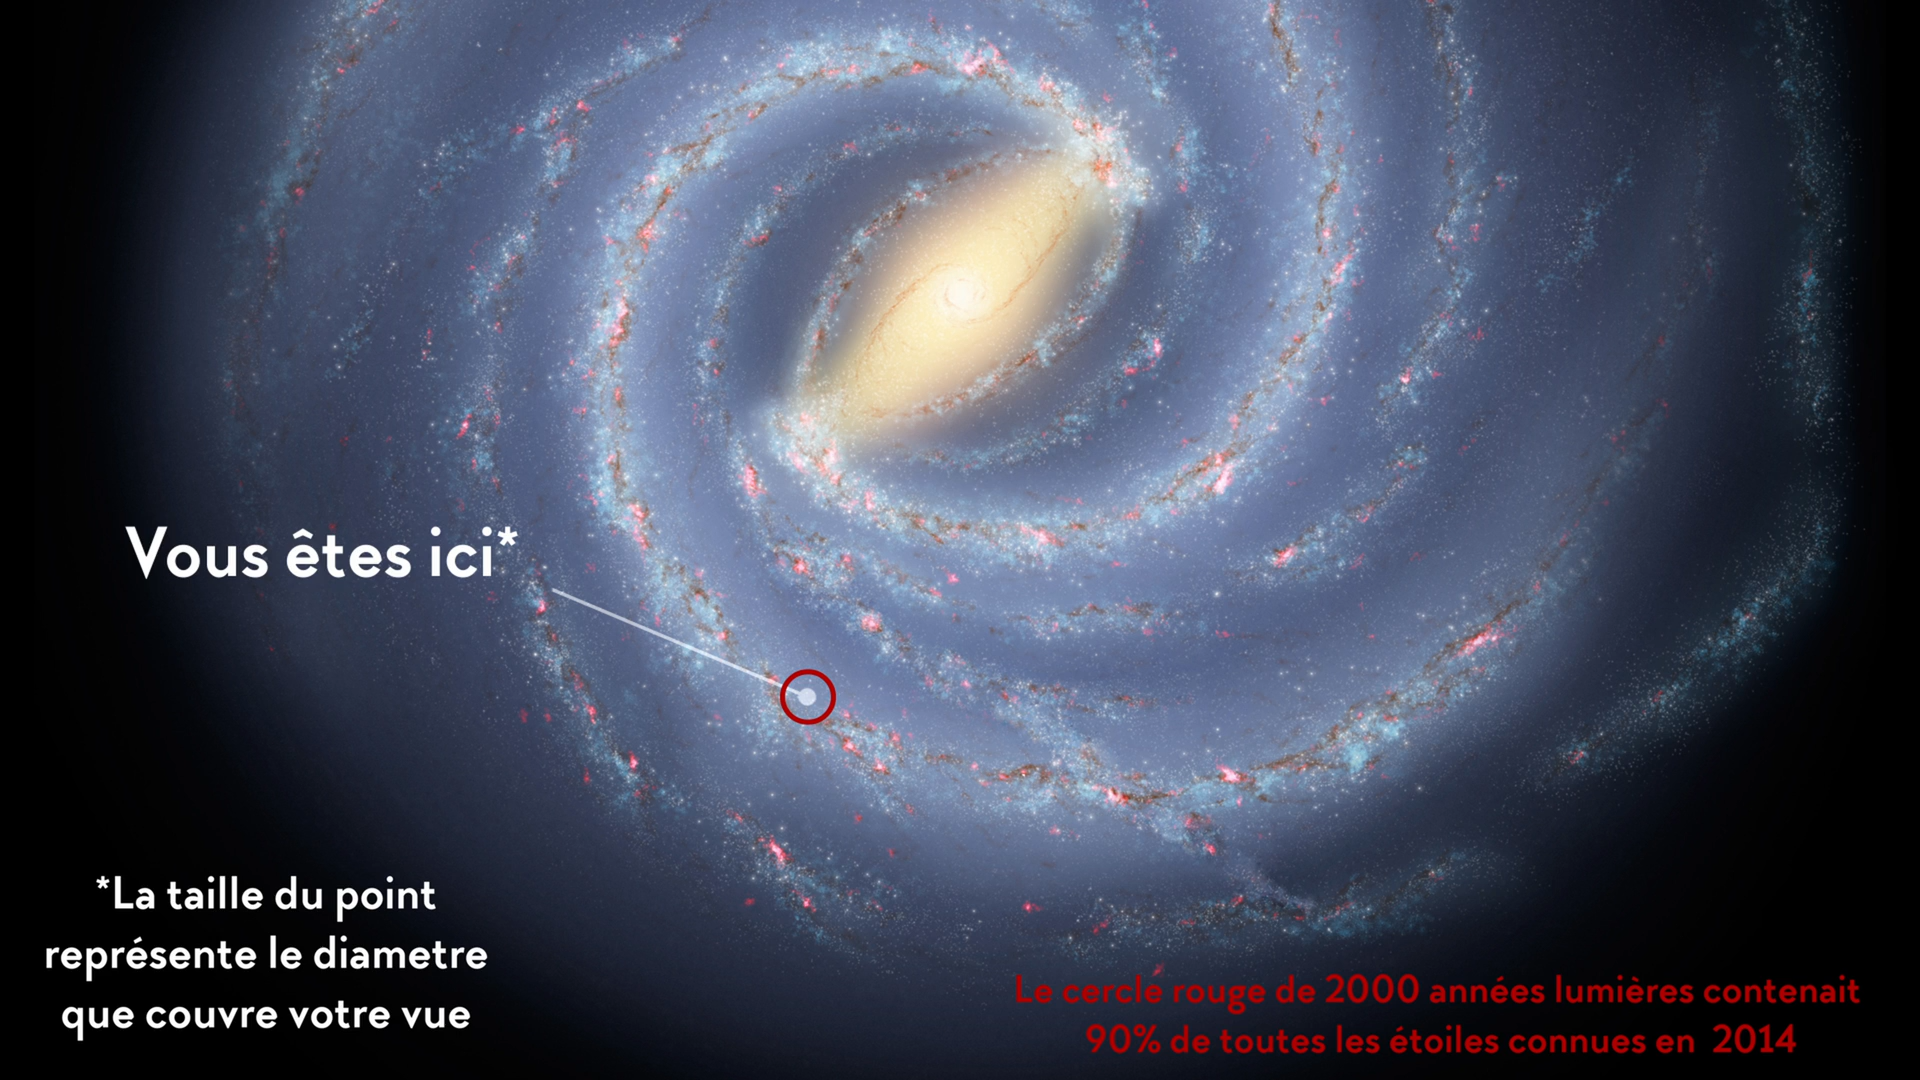 Vous êtes ici*
*La taille du point
représente le diametre
que couvre votre vue
Le cercle rouge de 2000 années lumières contenait
90% de toutes les étoiles connues en 2014